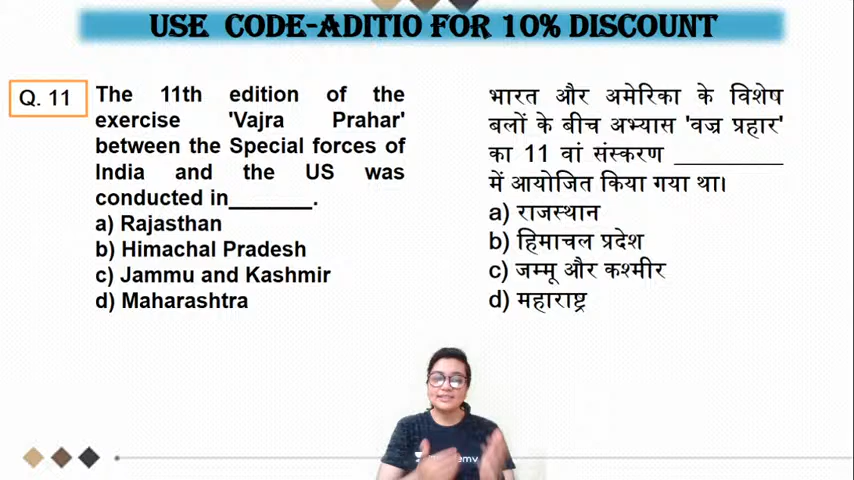 USE CODE-ADITIO FOR 10% DISCOUNT
Q. 11
The 11th edition of the
exercise 'Vajra Prahar'
between the Special forces of
India and the US was
conducted in_______.
a) Rajasthan
b) Himachal Pradesh
c) Jammu and Kashmir
d) Maharashtra
भारत और अमेरिका के विशेष
बलों के बीच अभ्यास 'वज्र प्रहार'
का 11 वां संस्करण _________
में आयोजित किया गया था।
a) राजस्थान
b) हिमाचल प्रदेश
c) जम्मू और कश्मीर
d) महाराष्ट्र